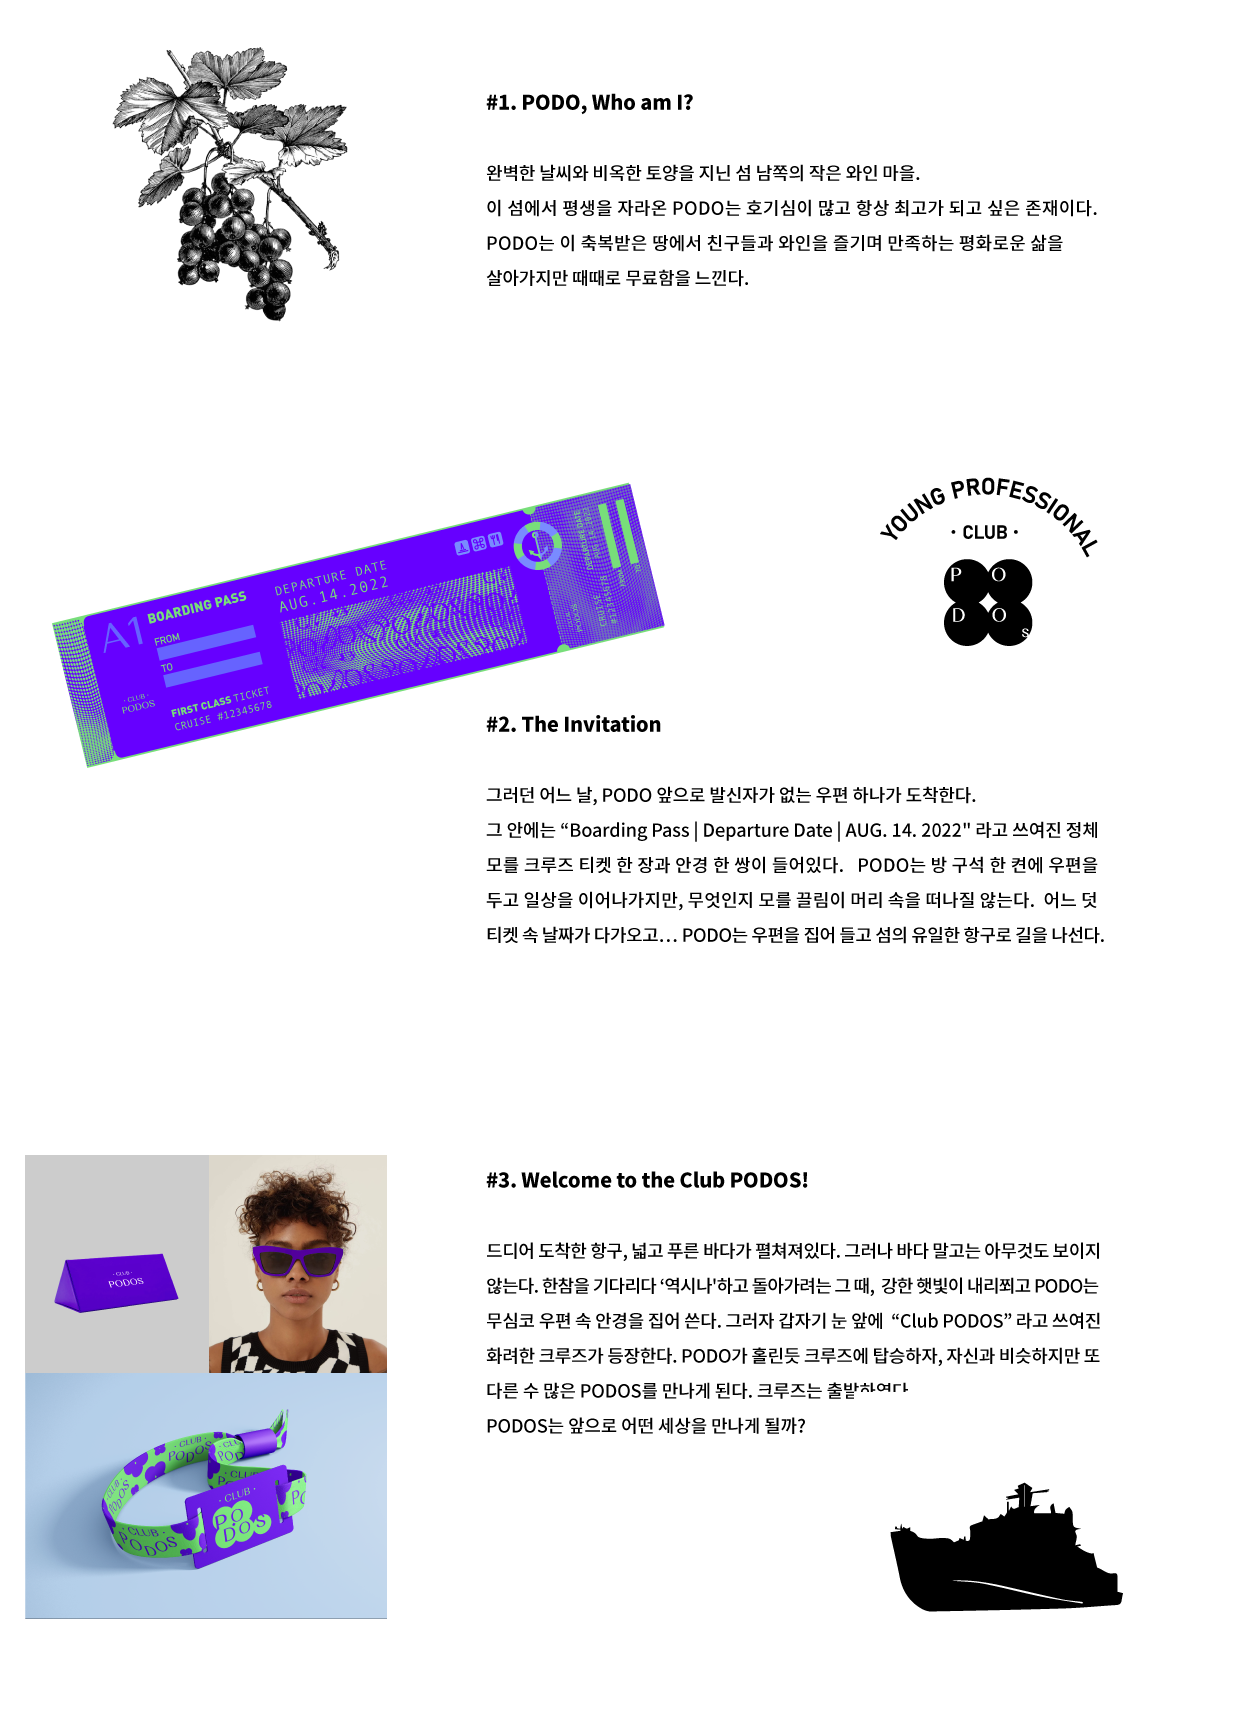 #1. PODO, Who am I?
완벽한 날씨와 비옥한 토양을 지닌 섬 남쪽의 작은 와인 마을.
이 섬에서 평생을 자라온 PODO는 호기심이 많고 항상 최고가 되고 싶은 존재이다.
PODO는 이 축복받은 땅에서 친구들과 와인을 즐기며 만족하는 평화로운 삶을
살아가지만 때때로 무료함을 느낀다.
YOUNG PROFESSIONAL
· CLUB ·
P O
D O s
A1 BOARDING PASS
FROM
TO
· CLUB ·
PODOS
FIRST CLASS TICKET
CRUISE #12345678
DEPARTURE DATE
AUG.14.2022
#2. The Invitation
그러던 어느 날, PODO 앞으로 발신자가 없는 우편 하나가 도착한다.
그 안에는 “Boarding Pass | Departure Date | AUG. 14. 2022" 라고 쓰여진 정체
모를 크루즈 티켓 한 장과 안경 한 쌍이 들어있다. PODO는 방 구석 한 켠에 우편을
두고 일상을 이어나가지만, 무엇인지 모를 끌림이 머리 속을 떠나질 않는다. 어느 덧
티켓 속 날짜가 다가오고... PODO는 우편을 집어 들고 섬의 유일한 항구로 길을 나선다.
#3. Welcome to the Club PODOS!
드디어 도착한 항구, 넓고 푸른 바다가 펼쳐져있다. 그러나 바다 말고는 아무것도 보이지
않는다. 한참을 기다리다 ‘역시나'하고 돌아가려는 그 때, 강한 햇빛이 내리쬐고 PODO는
무심코 우편 속 안경을 집어 쓴다. 그러자 갑자기 눈 앞에 “Club PODOS” 라고 쓰여진
화려한 크루즈가 등장한다. PODO가 홀린듯 크루즈에 탑승하자, 자신과 비슷하지만 또
다른 수 많은 PODOS를 만나게 된다. 크루즈는 출발하였다
PODOS는 앞으로 어떤 세상을 만나게 될까?
· CLUB ·
PODOS
· CLUB ·
PODOS
· CLUB ·
PODOS
· CLUB ·
PO
DOS